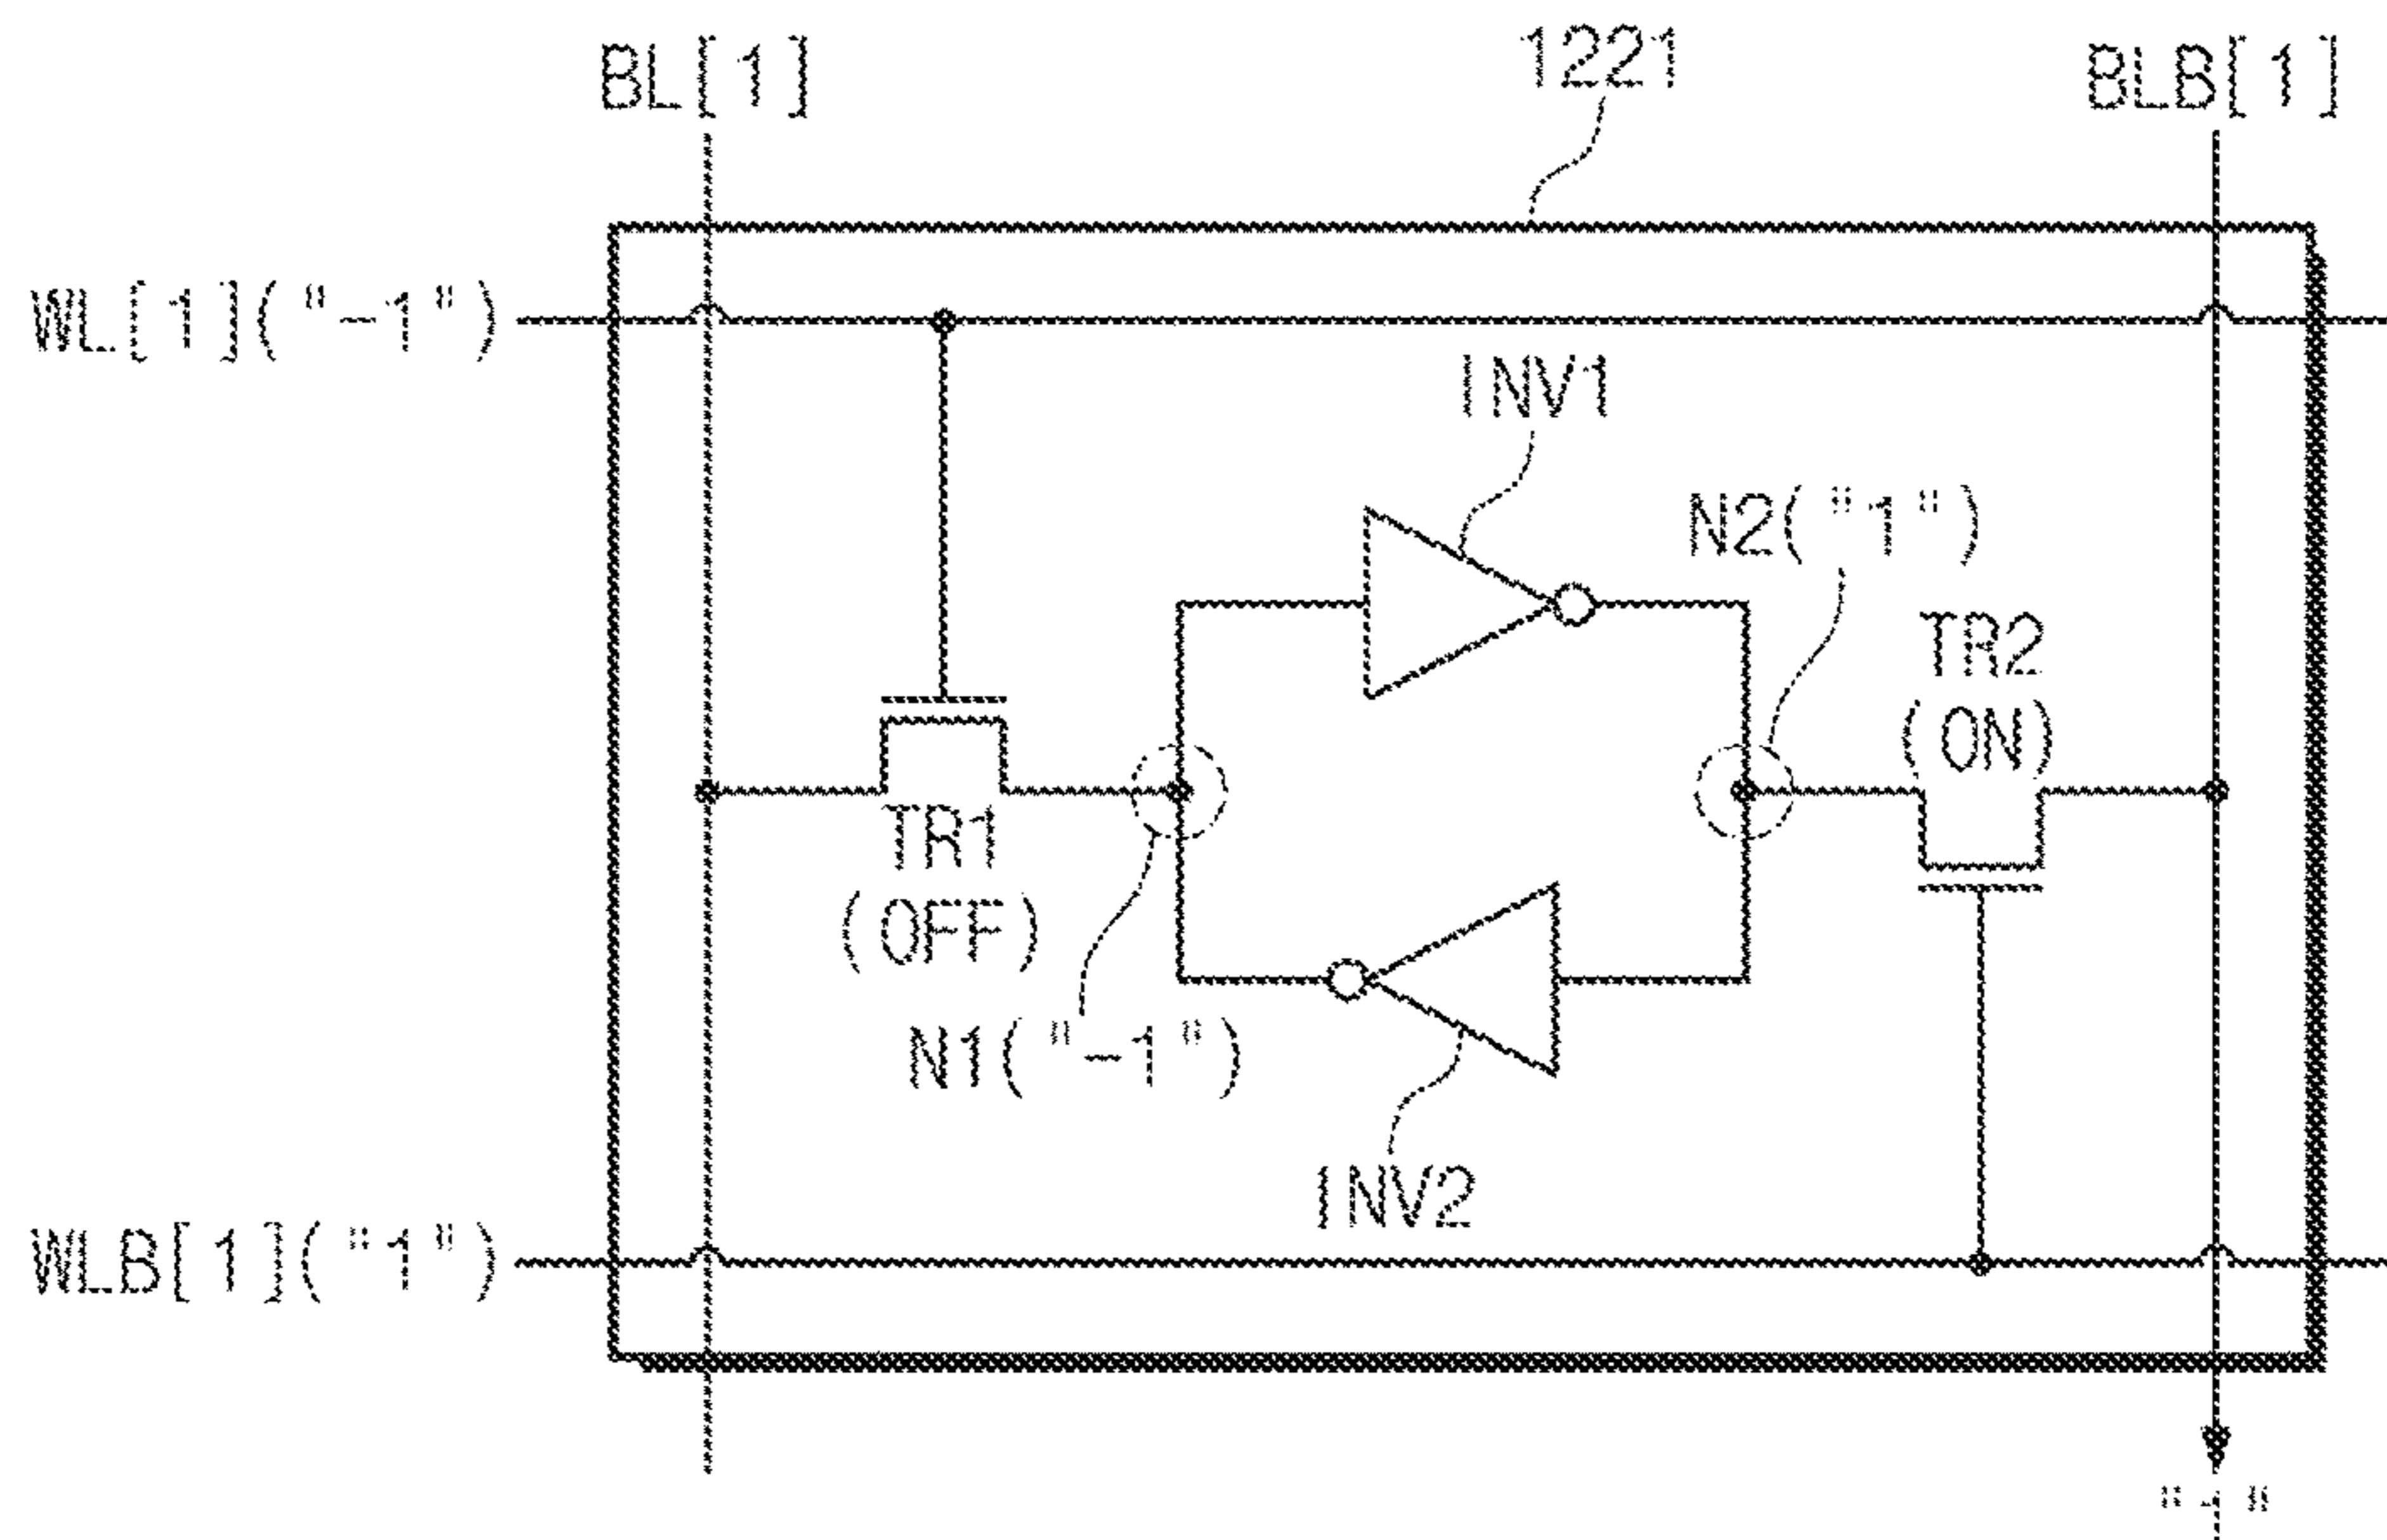 BL[1]
1221
BLB[1]
WL[1]("-1")
INV1
N2("1")
TR2
(ON)
TR1
(OFF)
N1("-1")
INV2
WLB[1]("1")